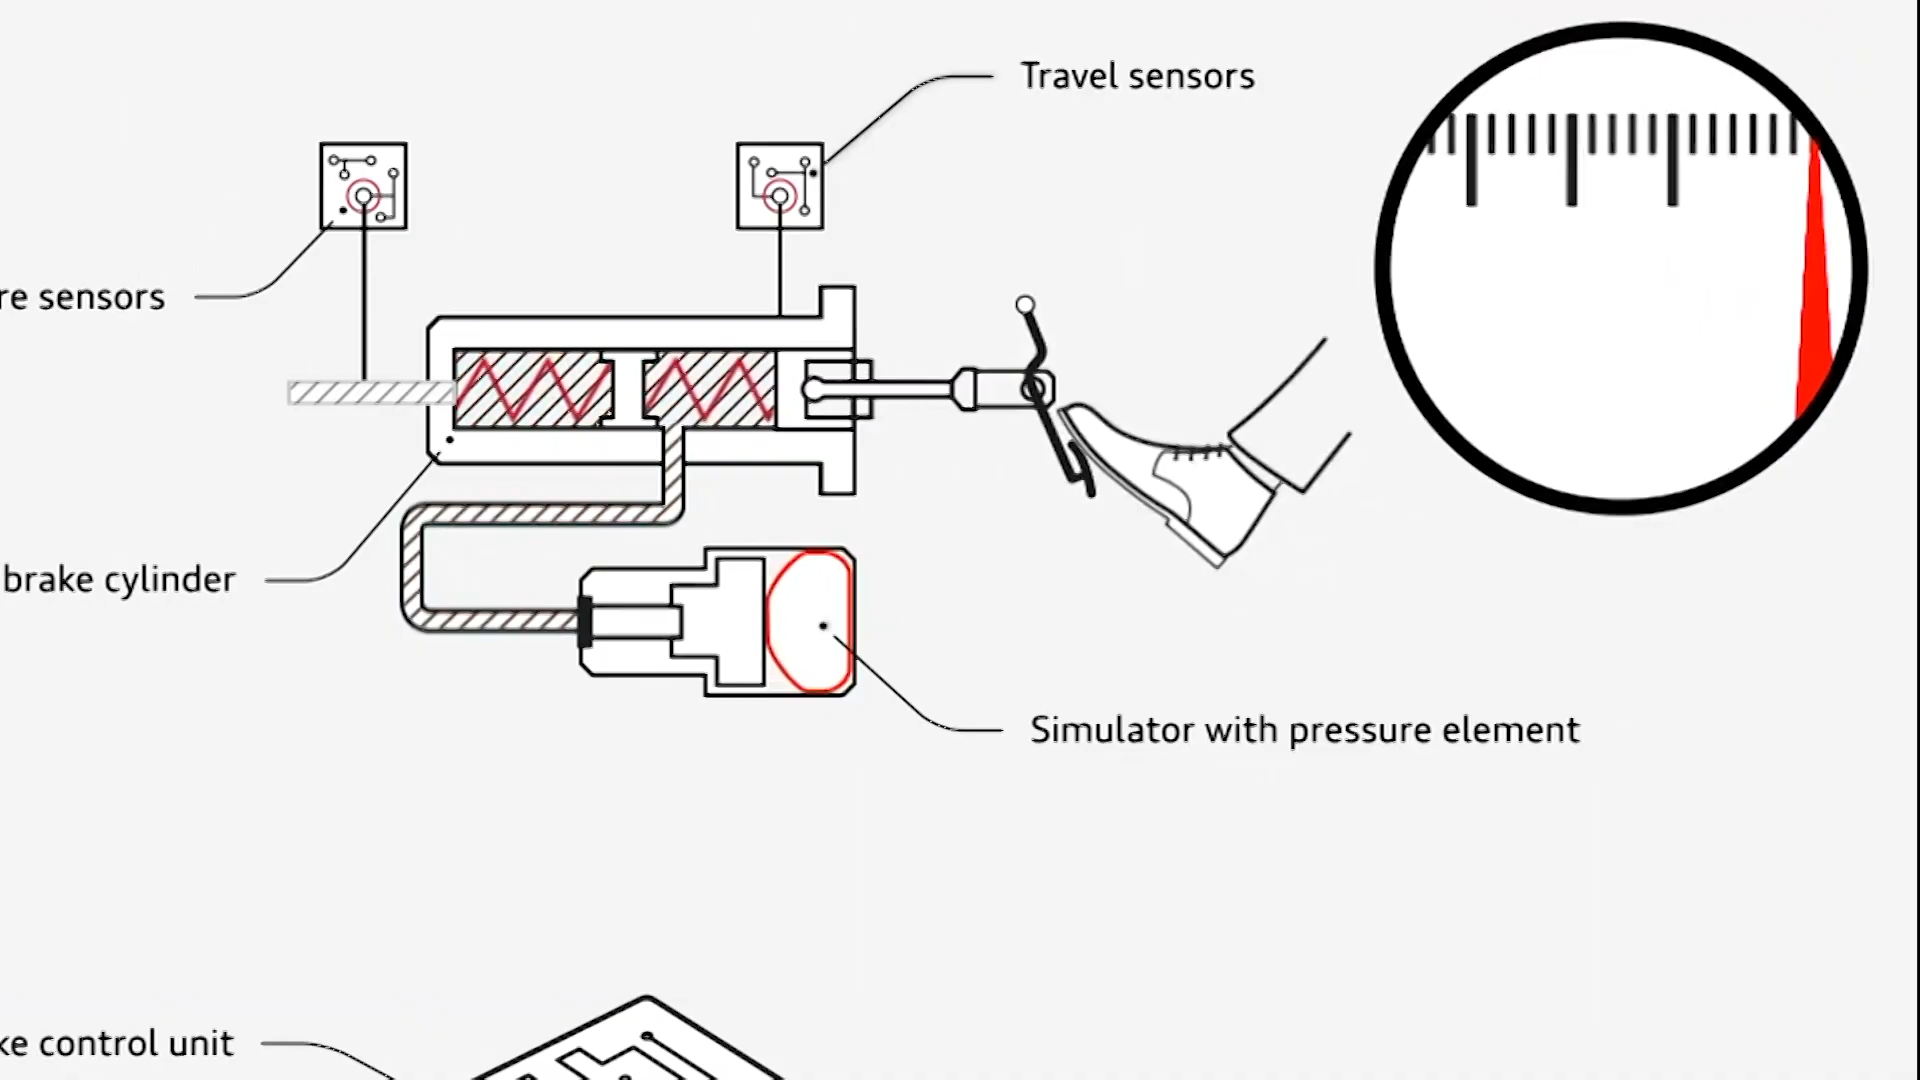 Travel sensors
re sensors
brake cylinder
Simulator with pressure element
ke control unit